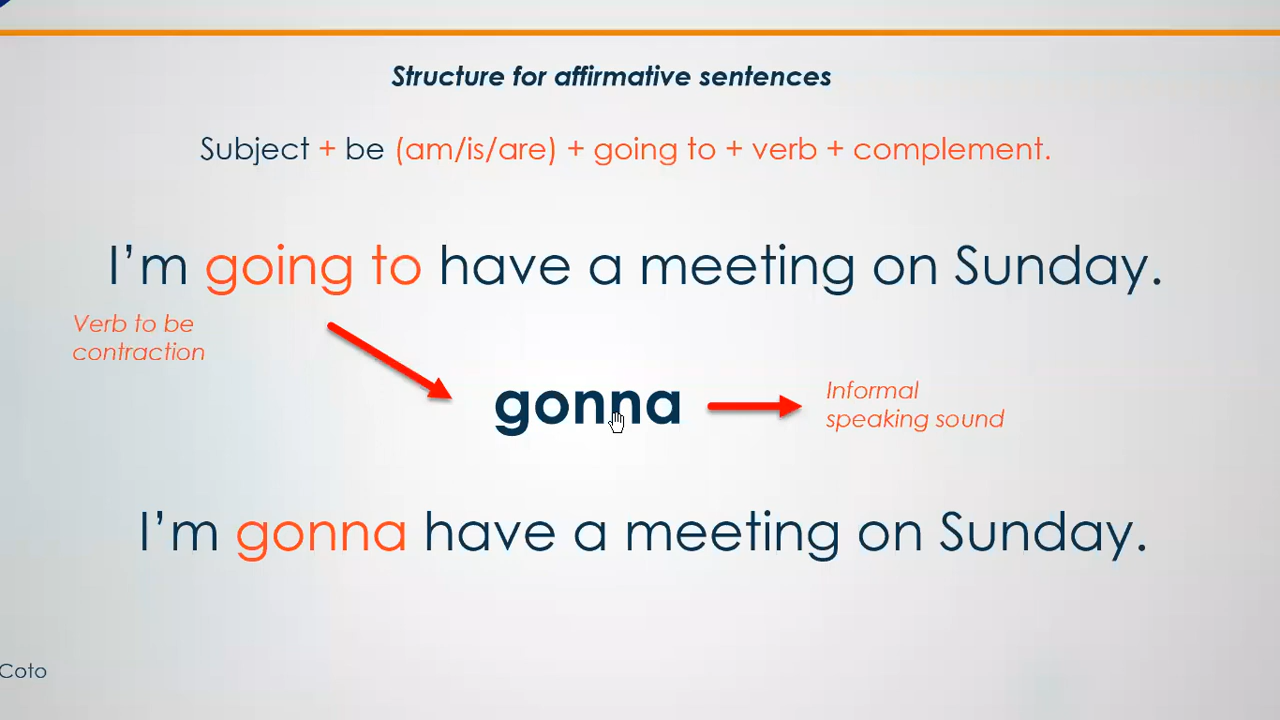 Structure for affirmative sentences
Subject + be (am/is/are) + going to + verb + complement.
I’m going to have a meeting on Sunday.
Verb to be
contraction
gonna
Informal
speaking sound
I’m gonna have a meeting on Sunday.
Coto